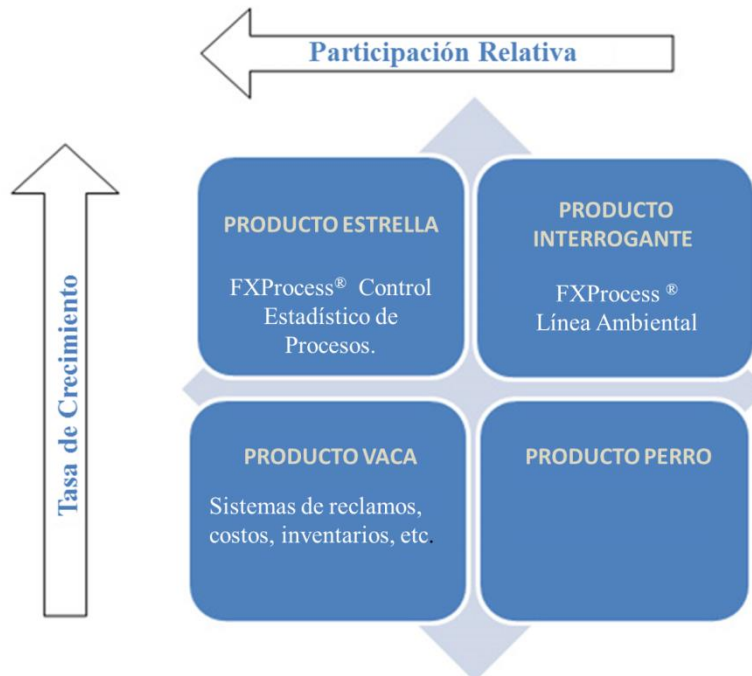 Participación Relativa
Tasa de Crecimiento
PRODUCTO ESTRELLA
FXProcess® Control
Estadístico de
Procesos.
PRODUCTO
INTERROGANTE
FXProcess ®
Línea Ambiental
PRODUCTO VACA
Sistemas de reclamos,
costos, inventarios, etc.
PRODUCTO PERRO